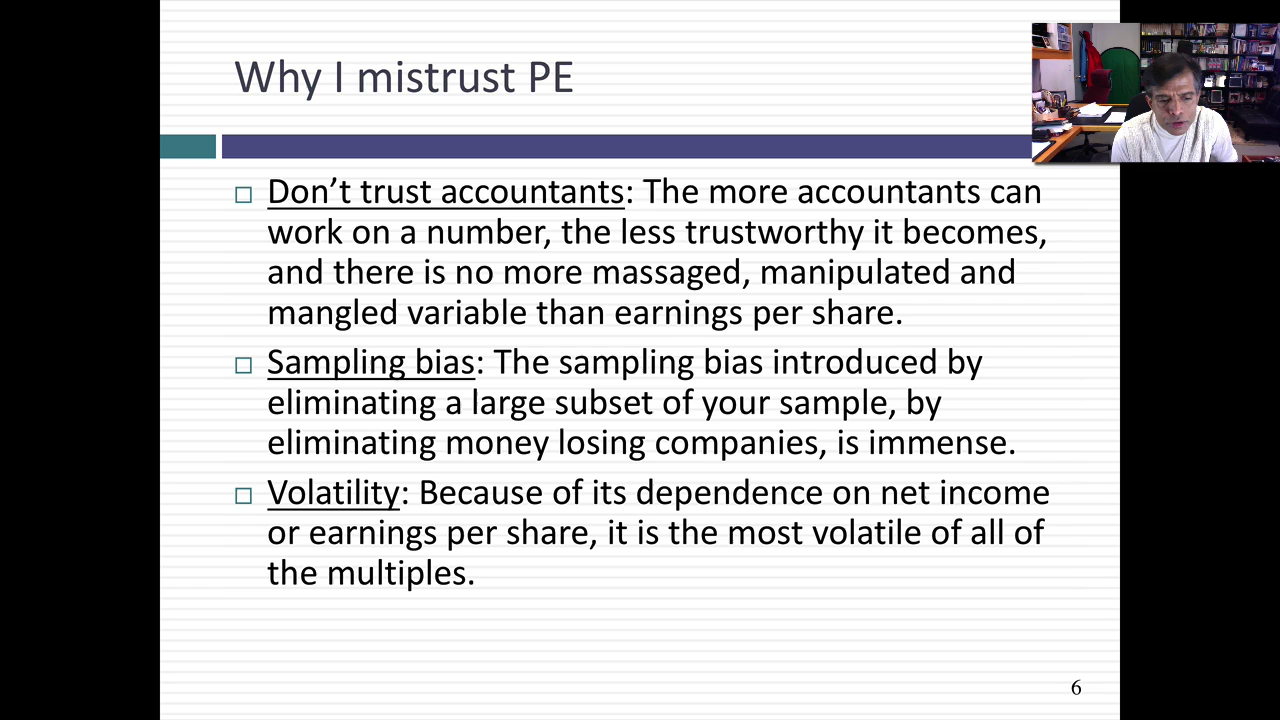 Why I mistrust PE
Don’t trust accountants: The more accountants can
work on a number, the less trustworthy it becomes,
and there is no more massaged, manipulated and
mangled variable than earnings per share.
Sampling bias: The sampling bias introduced by
eliminating a large subset of your sample, by
eliminating money losing companies, is immense.
Volatility: Because of its dependence on net income
or earnings per share, it is the most volatile of all of
the multiples.
6